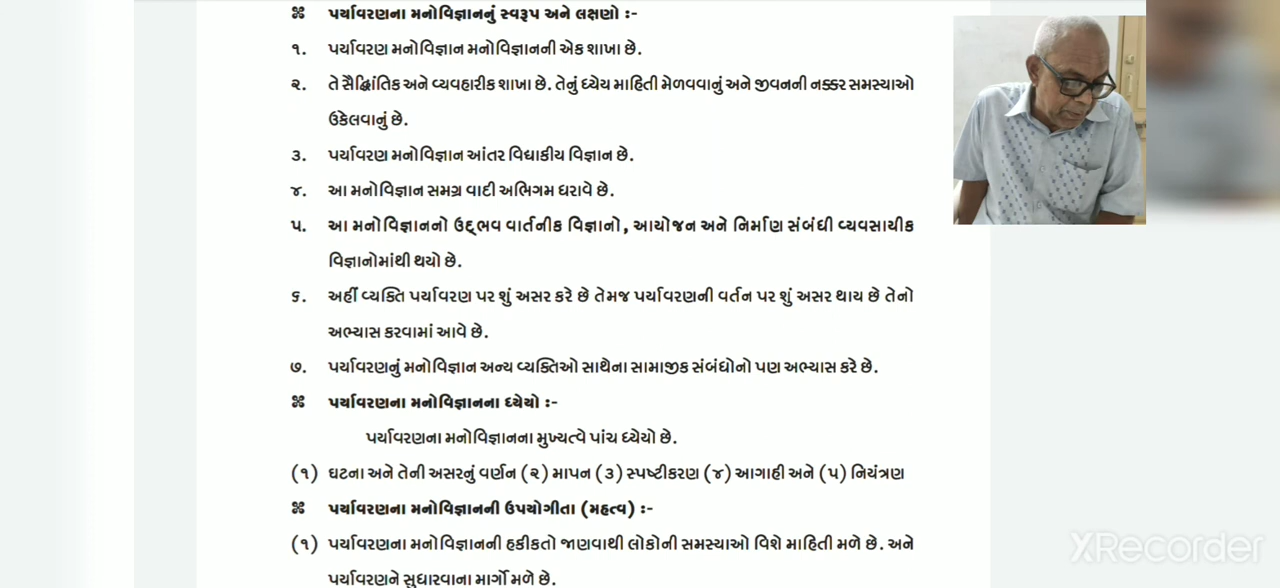 ⌘ પર્યાવરણના મનોવિજ્ઞાનનું સ્વરૂપ અને લક્ષણો :-
૧. પર્યાવરણ મનોવિજ્ઞાન મનોવિજ્ઞાનની એક શાખા છે.
૨. તે સૈદ્ધાંતિક અને વ્યવહારીક શાખા છે. તેનું ધ્યેય માહિતી મેળવવાનું અને જીવનની નક્કર સમસ્યાઓ
ઉકેલવાનું છે.
૩. પર્યાવરણ મનોવિજ્ઞાન આંતર વિદ્યાકીય વિજ્ઞાન છે.
૪. આ મનોવિજ્ઞાન સમગ્ર વાદી અભિગમ ધરાવે છે.
૫. આ મનોવિજ્ઞાનનો ઉદ્ભવ વાર્તનીક વિજ્ઞાનો, આયોજન અને નિર્માણ સંબંધી વ્યવસાયીક
વિજ્ઞાનોમાંથી થયો છે.
૬. અહીં વ્યક્તિ પર્યાવરણ પર શું અસર કરે છે તેમજ પર્યાવરણની વર્તન પર શું અસર થાય છે તેનો
અભ્યાસ કરવામાં આવે છે.
૭. પર્યાવરણનું મનોવિજ્ઞાન અન્ય વ્યક્તિઓ સાથેના સામાજીક સંબંધોનો પણ અભ્યાસ કરે છે.
⌘ પર્યાવરણના મનોવિજ્ઞાનના ધ્યેયો :-
પર્યાવરણના મનોવિજ્ઞાનના મુખ્યત્વે પાંચ ધ્યેયો છે.
(૧) ઘટના અને તેની અસરનું વર્ણન (૨) માપન (૩) સ્પષ્ટીકરણ (૪) આગાહી અને (૫) નિયંત્રણ
⌘ પર્યાવરણના મનોવિજ્ઞાનની ઉપયોગીતા (મહત્વ) :-
(૧) પર્યાવરણના મનોવિજ્ઞાનની હકીકતો જાણવાથી લોકોની સમસ્યાઓ વિશે માહિતી મળે છે. અને
પર્યાવરણને સુધારવાના માર્ગો મળે છે.
XRecorder